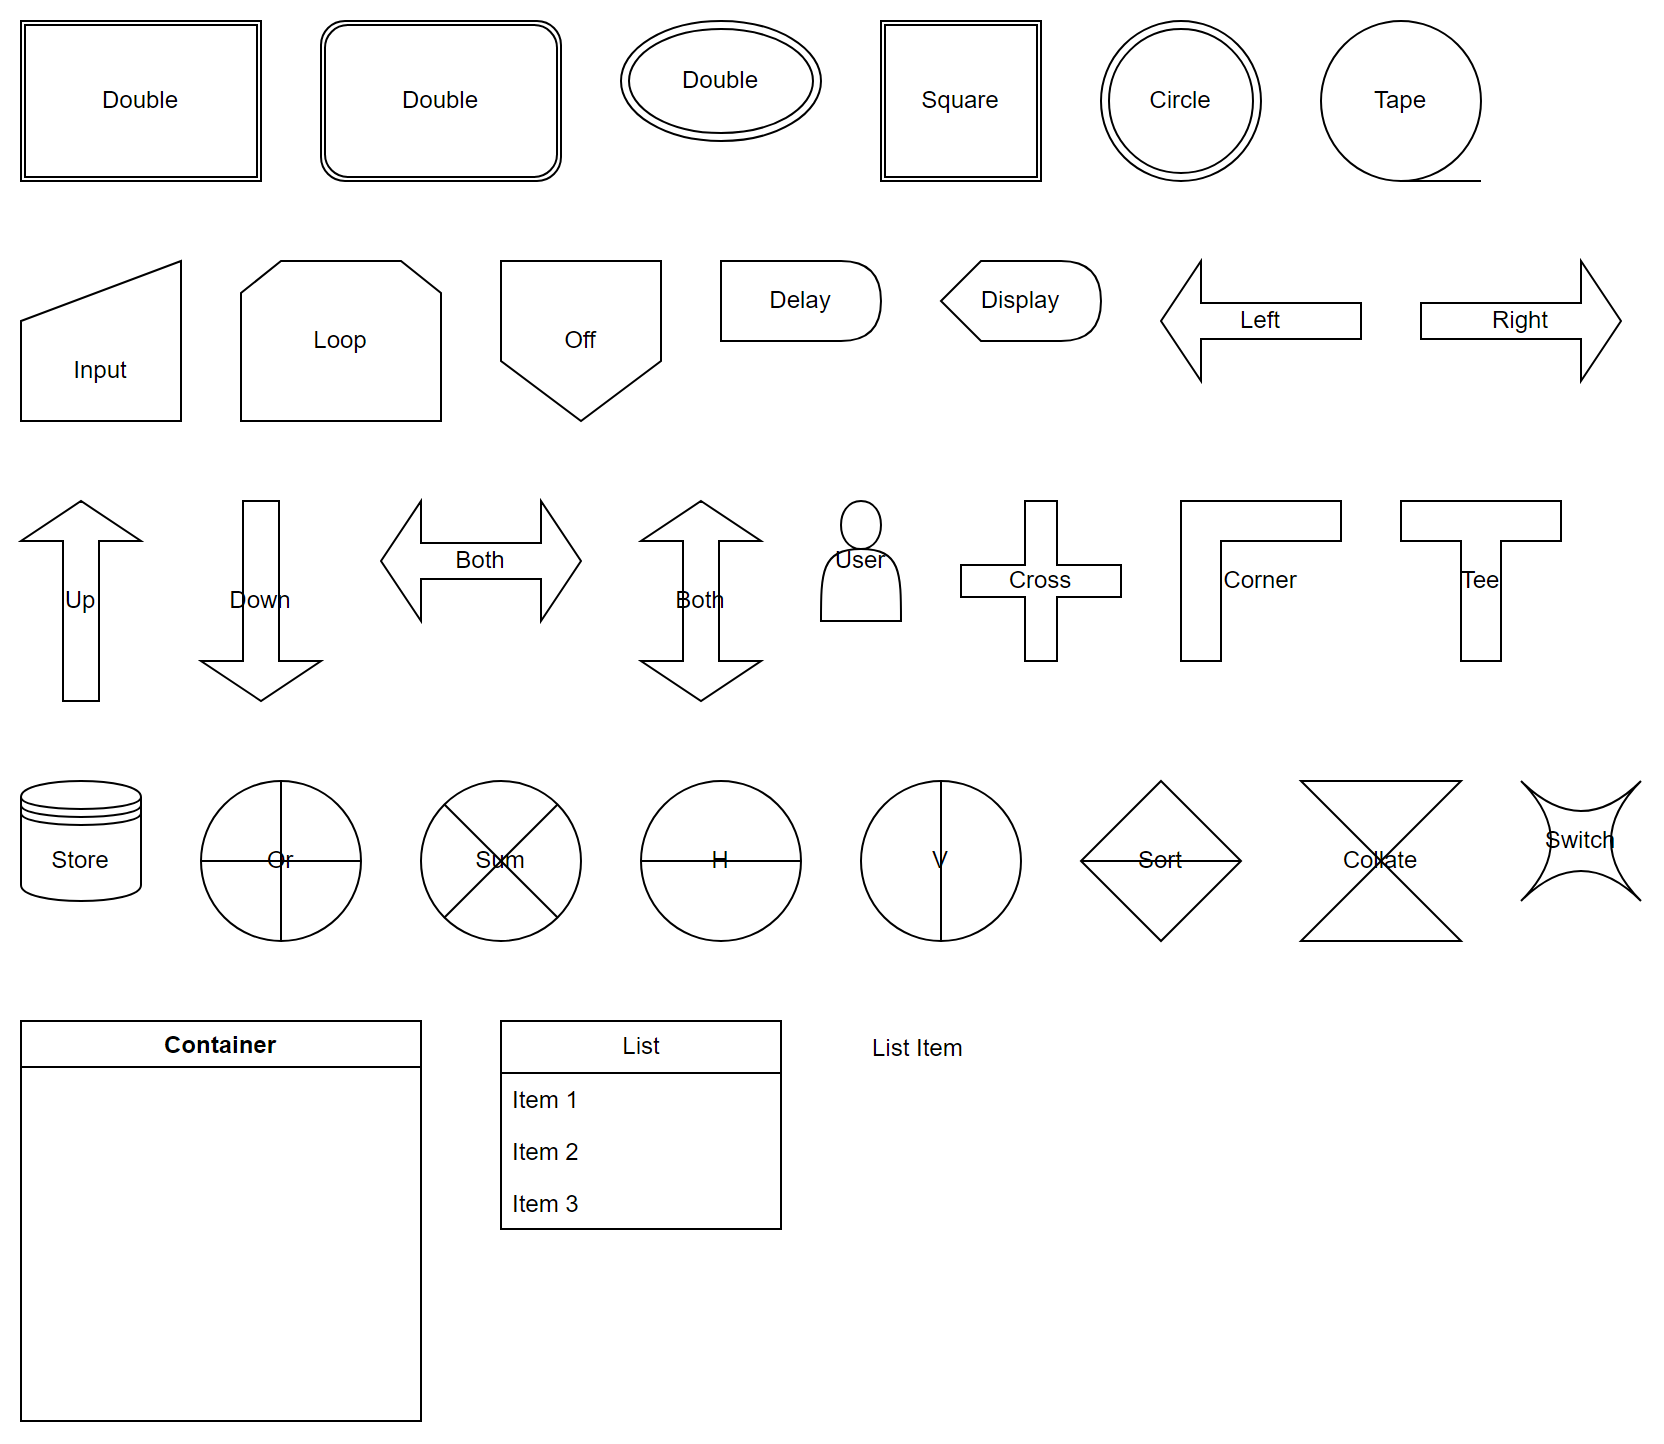 Double
Double
Double
Square
Circle
Tape
Input
Loop
Off
Delay
Display
Left
Right
Up
Down
Both
Both
User
Cross
Corner
Tee
Store
Or
Sum
H
V
Sort
Collate
Switch
Container
List
Item 1
Item 2
Item 3
List Item